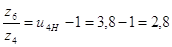 z₆/z₄ = u₄H − 1 = 3,8 − 1 = 2,8